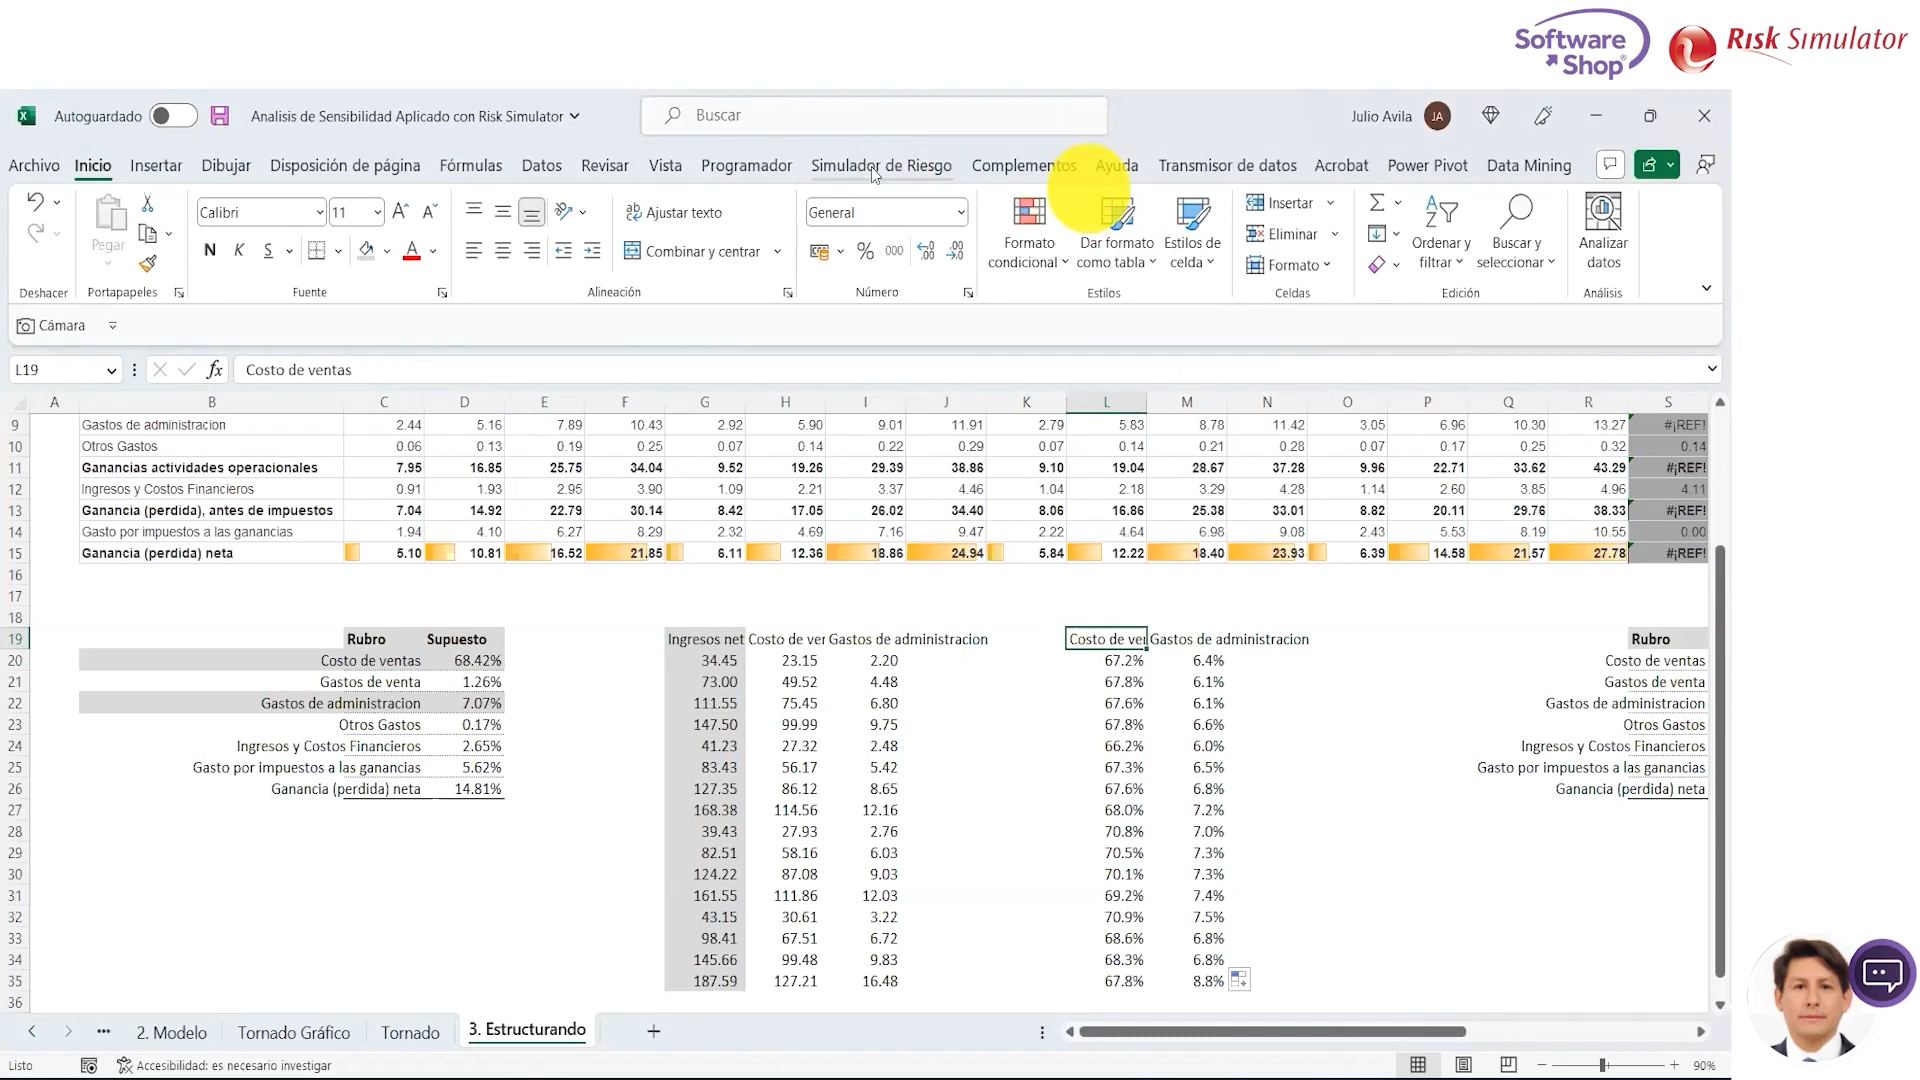 Software
Shop
Risk Simulator
Autoguardado
Analisis de Sensibilidad Aplicado con Risk Simulator
Buscar
Julio Avila
JA
Archivo Inicio Insertar Dibujar Disposición de página Fórmulas Datos Revisar Vista Programador Simulador de Riesgo Complementos Ayuda Transmisor de datos Acrobat Power Pivot Data Mining
Pegar
Calibri 11
N K S
Ajustar texto
Combinar y centrar
General
% 000
Formato condicional
Dar formato como tabla
Estilos de celda
Insertar
Eliminar
Formato
Ordenar y filtrar
Buscar y seleccionar
Analizar datos
Deshacer Portapapeles Fuente Alineación Número Estilos Celdas Edición Análisis
Cámara
L19 fx Costo de ventas
A B C D E F G H I J K L M N O P Q R S
9 Gastos de administracion 2.44 5.16 7.89 10.43 2.92 5.90 9.01 11.91 2.79 5.83 8.78 11.42 3.05 6.96 10.30 13.27 #¡REF!
10 Otros Gastos 0.06 0.13 0.19 0.25 0.07 0.14 0.22 0.29 0.07 0.14 0.21 0.28 0.07 0.17 0.25 0.32 0.14
11 Ganancias actividades operacionales 7.95 16.85 25.75 34.04 9.52 19.26 29.39 38.86 9.10 19.04 28.67 37.28 9.96 22.71 33.62 43.29 #¡REF!
12 Ingresos y Costos Financieros 0.91 1.93 2.95 3.90 1.09 2.21 3.37 4.46 1.04 2.18 3.29 4.28 1.14 2.60 3.85 4.96 4.11
13 Ganancia (perdida), antes de impuestos 7.04 14.92 22.79 30.14 8.42 17.05 26.02 34.40 8.06 16.86 25.38 33.01 8.82 20.11 29.76 38.33 #¡REF!
14 Gasto por impuestos a las ganancias 1.94 4.10 6.27 8.29 2.32 4.69 7.16 9.47 2.22 4.64 6.98 9.08 2.43 5.53 8.19 10.55 0.00
15 Ganancia (perdida) neta 5.10 10.81 16.52 21.85 6.11 12.36 18.86 24.94 5.84 12.22 18.40 23.93 6.39 14.58 21.57 27.78 #¡REF!
16
17
18
19 Rubro Supuesto Ingresos net Costo de ver Gastos de administracion Costo de ver Gastos de administracion Rubro
20 Costo de ventas 68.42% 34.45 23.15 2.20 67.2% 6.4% Costo de ventas
21 Gastos de venta 1.26% 73.00 49.52 4.48 67.8% 6.1% Gastos de venta
22 Gastos de administracion 7.07% 111.55 75.45 6.80 67.6% 6.1% Gastos de administracion
23 Otros Gastos 0.17% 147.50 99.99 9.75 67.8% 6.6% Otros Gastos
24 Ingresos y Costos Financieros 2.65% 41.23 27.32 2.48 66.2% 6.0% Ingresos y Costos Financieros
25 Gasto por impuestos a las ganancias 5.62% 83.43 56.17 5.42 67.3% 6.5% Gasto por impuestos a las ganancias
26 Ganancia (perdida) neta 14.81% 127.35 86.12 8.65 67.6% 6.8% Ganancia (perdida) neta
27 168.38 114.56 12.16 68.0% 7.2%
28 39.43 27.93 2.76 70.8% 7.0%
29 82.51 58.16 6.03 70.5% 7.3%
30 124.22 87.08 9.03 70.1% 7.3%
31 161.55 111.86 12.03 69.2% 7.4%
32 43.15 30.61 3.22 70.9% 7.5%
33 98.41 67.51 6.72 68.6% 6.8%
34 145.66 99.48 9.83 68.3% 6.8%
35 187.59 127.21 16.48 67.8% 8.8%
36
2. Modelo Tornado Gráfico Tornado 3. Estructurando
Listo Accesibilidad: es necesario investigar 90%